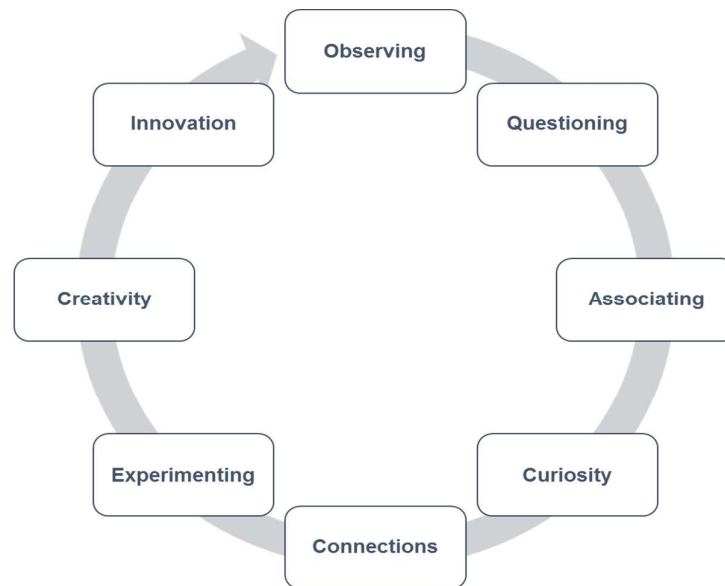 Observing
Questioning
Associating
Curiosity
Connections
Experimenting
Creativity
Innovation